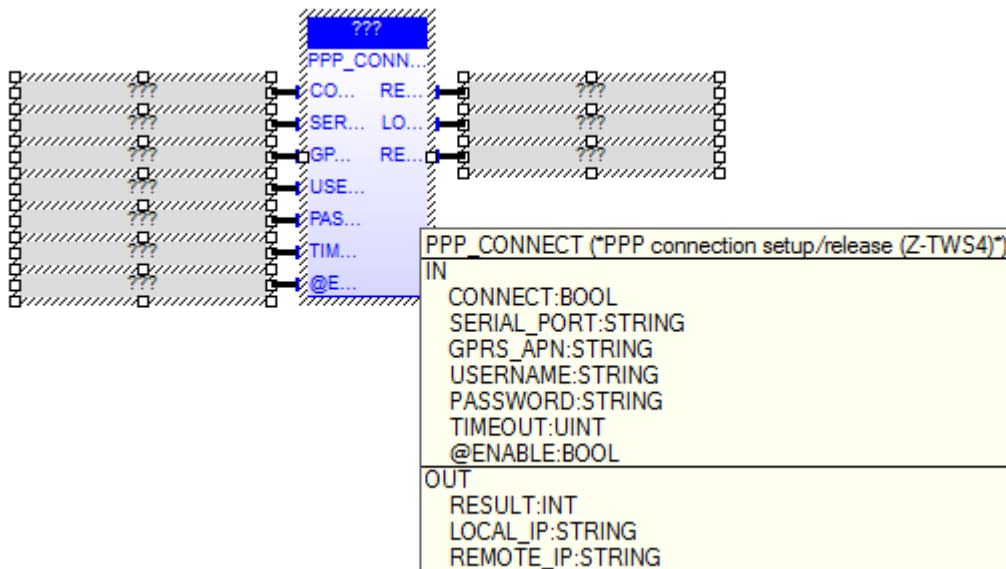 ???
PPP_CONN...
??? CO... RE... ???
??? SER... LO... ???
??? GP... RE... ???
??? USE...
??? PAS...
??? TIM...
??? @E...
PPP_CONNECT (*PPP connection setup/release (Z-TWS4)*)
IN
CONNECT:BOOL
SERIAL_PORT:STRING
GPRS_APN:STRING
USERNAME:STRING
PASSWORD:STRING
TIMEOUT:UINT
@ENABLE:BOOL
OUT
RESULT:INT
LOCAL_IP:STRING
REMOTE_IP:STRING